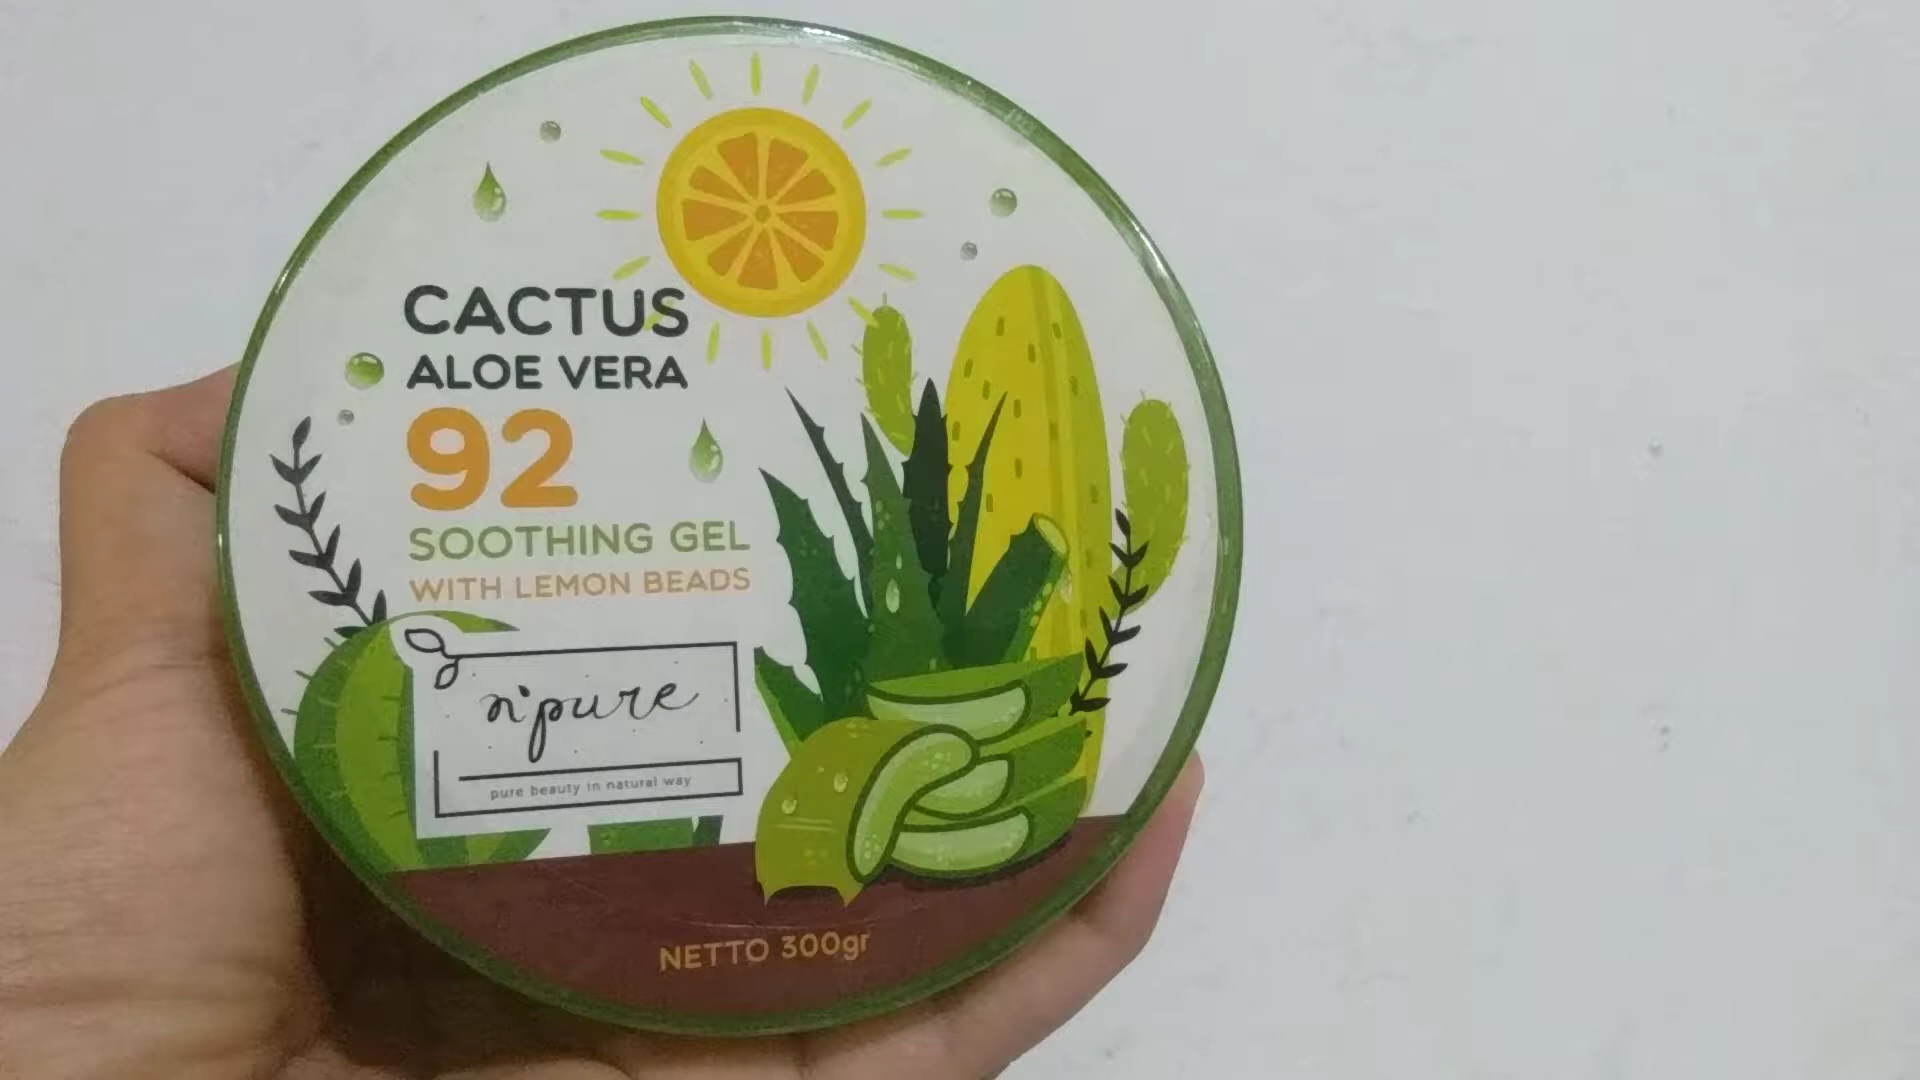 CACTUS
ALOE VERA
92
SOOTHING GEL
WITH LEMON BEADS
n'pure
pure beauty in natural way
NETTO 300gr